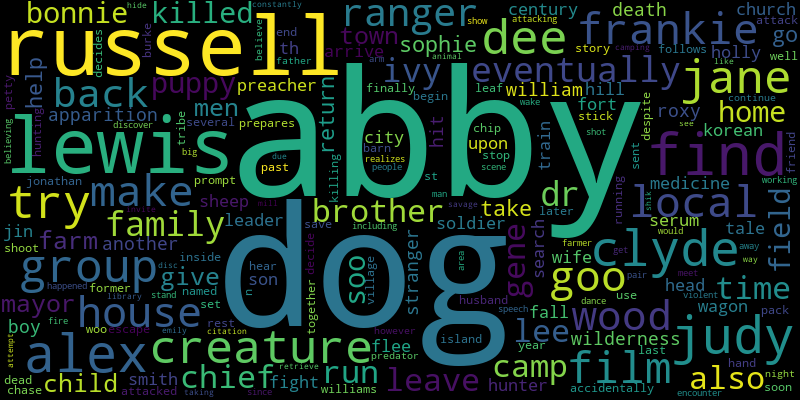 constantly
hide
bonnie
killed
ranger
century
death
church
show
attacking
attack
russell
decides
burke
end
th
believe
father
town
arrive
sophie
dee
frankie
go
story
follows
holly
well
petty
help
back
puppy
preacher
arm
animal
ivy
eventually
jane
camping
like
hunting
apparition
men
return
finally
begin
leaf
william
hill
fort
stick
despite
roxy
home
continue
discover
tribe
several
prepares
city
hit
upon
chip
wake
shot
korean
see
believing
lewis
abby
big
due
past
realizes
barn
people
stop
scene
train
sent
find
friend
working
jonathan
prompt
killing
st
man
try
make
sheep
brother
take
dr
later
local
medicine
running
shik
family
leader
including
savage
soldier
search
serum
tale
field
jin
farm
another
mill
invite
save
dog
soo
village
stranger
gene
wife
farmer
would
clyde
away
way
shoot
group
give
inside
hear
son
decide
area
goo
head
get
meet
time
happened
former
disc
named
n
together
husband
fall
use
pair
violent
pack
mayor
house
library
stand
set
island
lee
year
dance
wood
wagon
boy
fire
woo
escape
citation
rest
however
flee
predator
speech
wilderness
judy
dead
alex
creature
emily
fight
camp
last
hand
film
also
night
chase
child
smith
chief
run
leave
hunter
accidentally
attempt
attacked
taking
since
williams
retrieve
encounter
soon